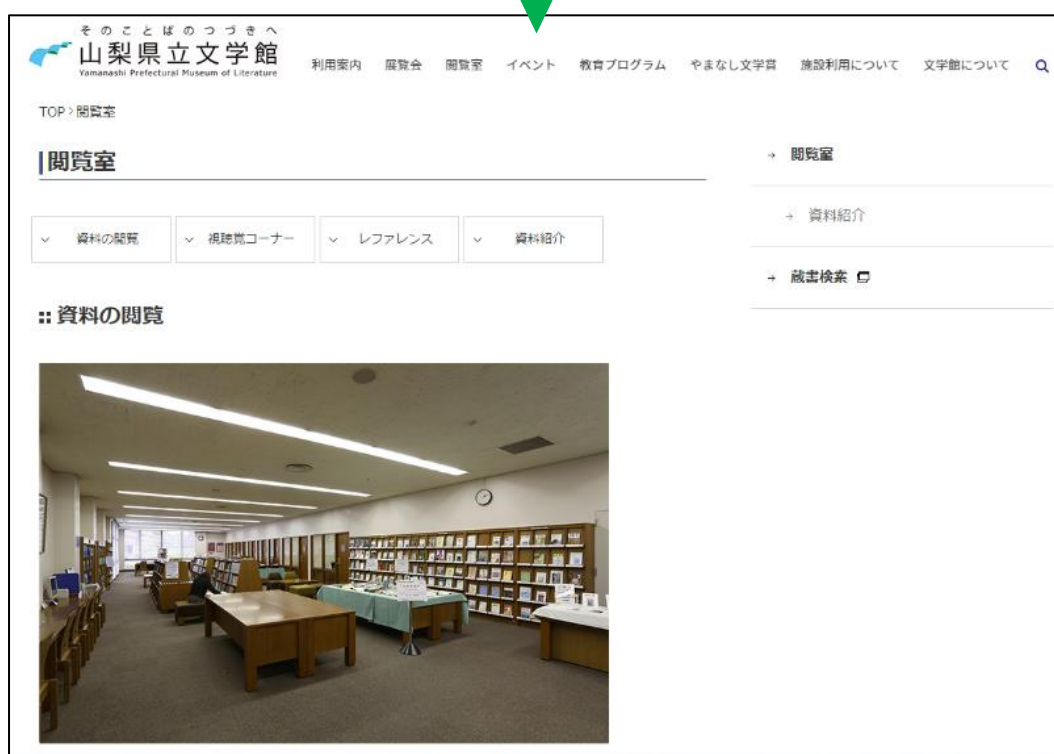 そのことばのつづきへ
山梨県立文学館
Yamanashi Prefectural Museum of Literature
利用案内 展覧会 閲覧室 イベント 教育プログラム やまなし文学賞 施設利用について 文学館について
TOP>閲覧室
閲覧室
資料の閲覧 視聴覚コーナー レファレンス 資料紹介
資料の閲覧
閲覧室
資料紹介
蔵書検索